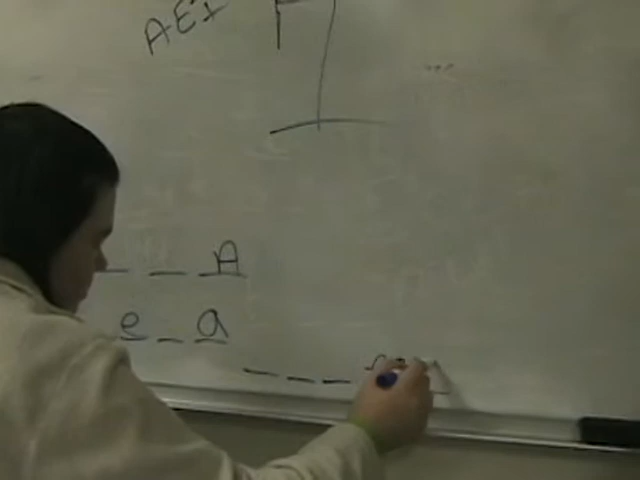 AEI
_ _ A
e _ a
_ _ _